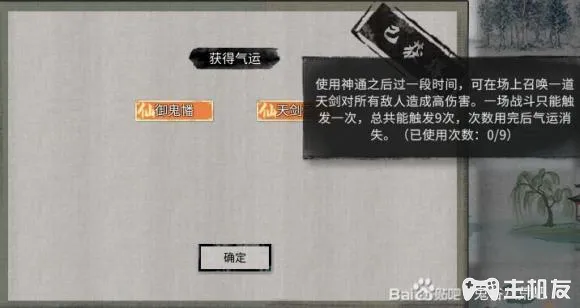 获得气运
仙御鬼幡
仙天剑
使用神通之后过一段时间，可在场上召唤一道
天剑对所有敌人造成高伤害。一场战斗只能触
发一次，总共能触发9次，次数用完后气运消
失。（已使用次数：0/9）
确定
Bai 贴吧
主机友